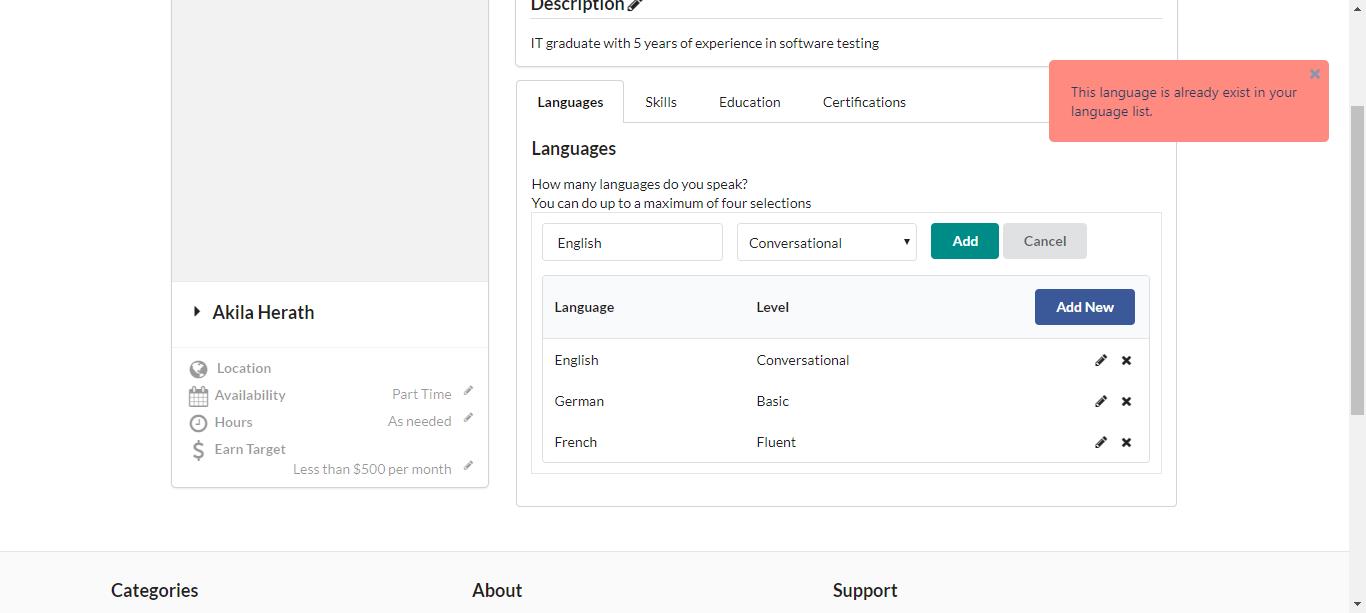 Description
IT graduate with 5 years of experience in software testing
This language is already exist in your
language list.
Languages Skills Education Certifications
Languages
How many languages do you speak?
You can do up to a maximum of four selections
English Conversational Add Cancel
Language Level Add New
English Conversational
German Basic
French Fluent
Akila Herath
Location
Availability Part Time
Hours As needed
Earn Target
Less than $500 per month
Categories About Support